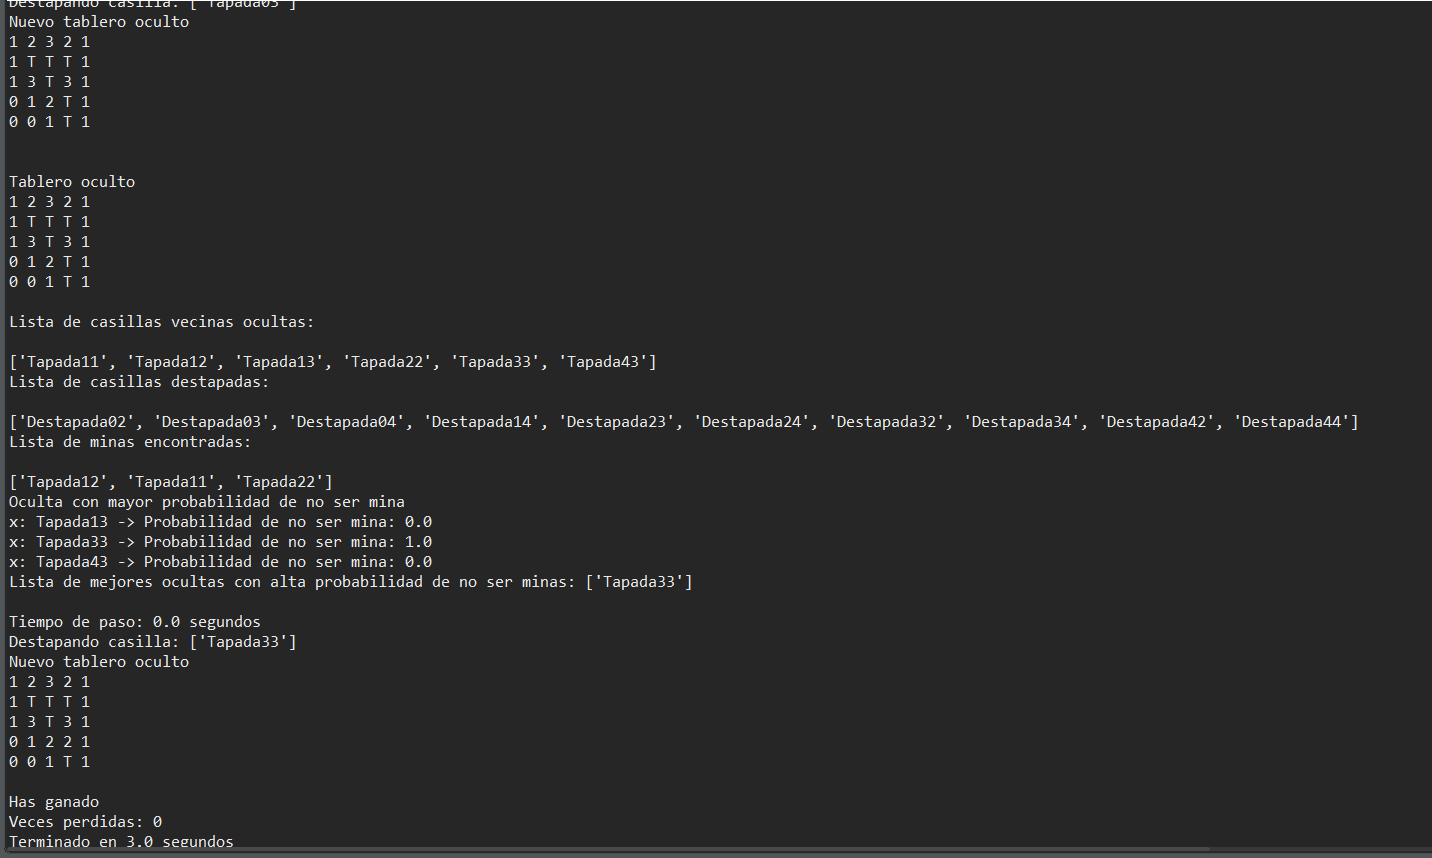 Destapando casilla: ['Tapada03']
Nuevo tablero oculto
1 2 3 2 1
1 T T T 1
1 3 T 3 1
0 1 2 T 1
0 0 1 T 1
Tablero oculto
1 2 3 2 1
1 T T T 1
1 3 T 3 1
0 1 2 T 1
0 0 1 T 1
Lista de casillas vecinas ocultas:
['Tapada11', 'Tapada12', 'Tapada13', 'Tapada22', 'Tapada33', 'Tapada43']
Lista de casillas destapadas:
['Destapada02', 'Destapada03', 'Destapada04', 'Destapada14', 'Destapada23', 'Destapada24', 'Destapada32', 'Destapada34', 'Destapada42', 'Destapada44']
Lista de minas encontradas:
['Tapada12', 'Tapada11', 'Tapada22']
Oculta con mayor probabilidad de no ser mina
x: Tapada13 -> Probabilidad de no ser mina: 0.0
x: Tapada33 -> Probabilidad de no ser mina: 1.0
x: Tapada43 -> Probabilidad de no ser mina: 0.0
Lista de mejores ocultas con alta probabilidad de no ser minas: ['Tapada33']
Tiempo de paso: 0.0 segundos
Destapando casilla: ['Tapada33']
Nuevo tablero oculto
1 2 3 2 1
1 T T T 1
1 3 T 3 1
0 1 2 2 1
0 0 1 T 1
Has ganado
Veces perdidas: 0
Terminado en 3.0 segundos